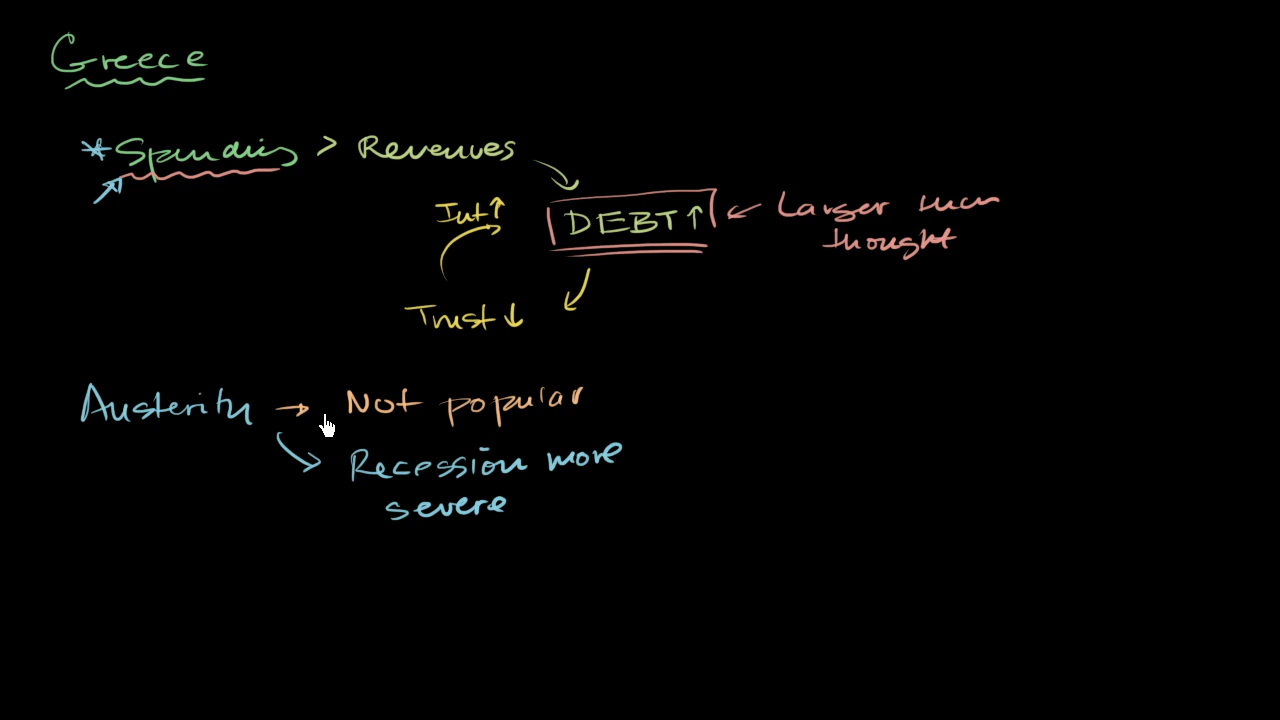 Greece
* Spending > Revenues
Int ↑
DEBT ↑ ← Larger than
thought
Trust ↓
Austerity → Not popular
Recession more
severe